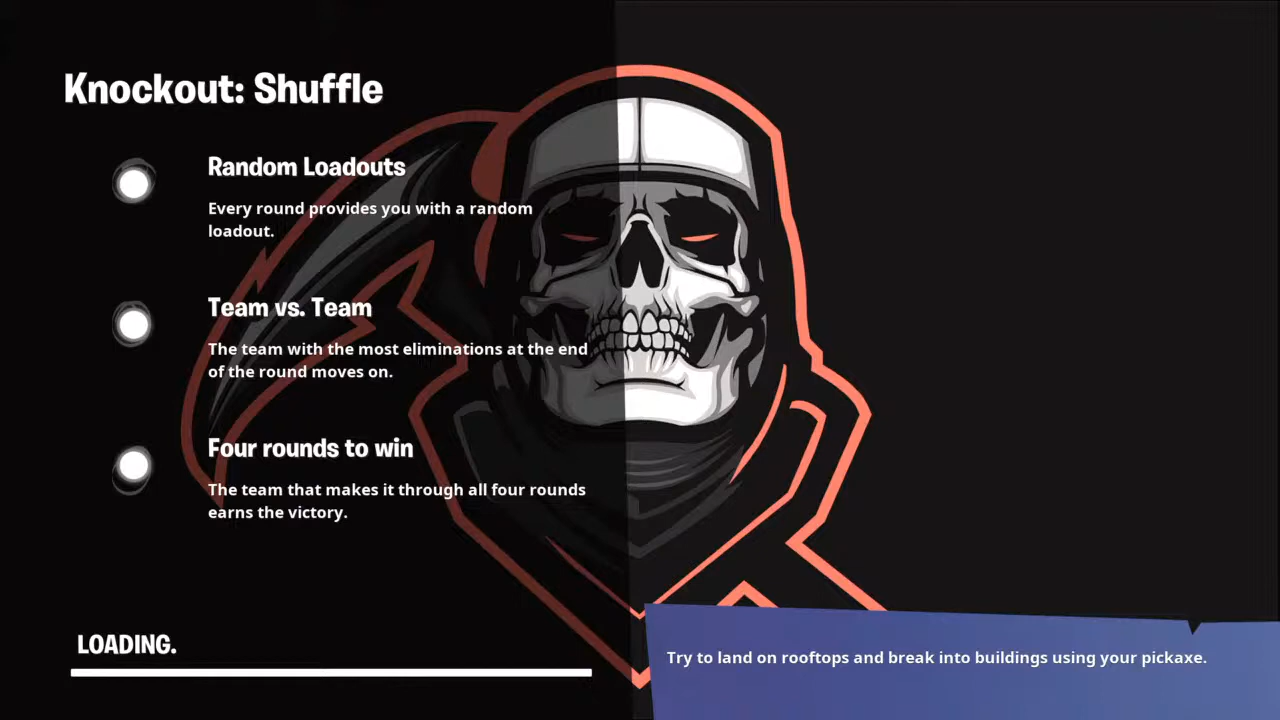 Knockout: Shuffle
Random Loadouts
Every round provides you with a random
loadout.
Team vs. Team
The team with the most eliminations at the end
of the round moves on.
Four rounds to win
The team that makes it through all four rounds
earns the victory.
LOADING.
Try to land on rooftops and break into buildings using your pickaxe.